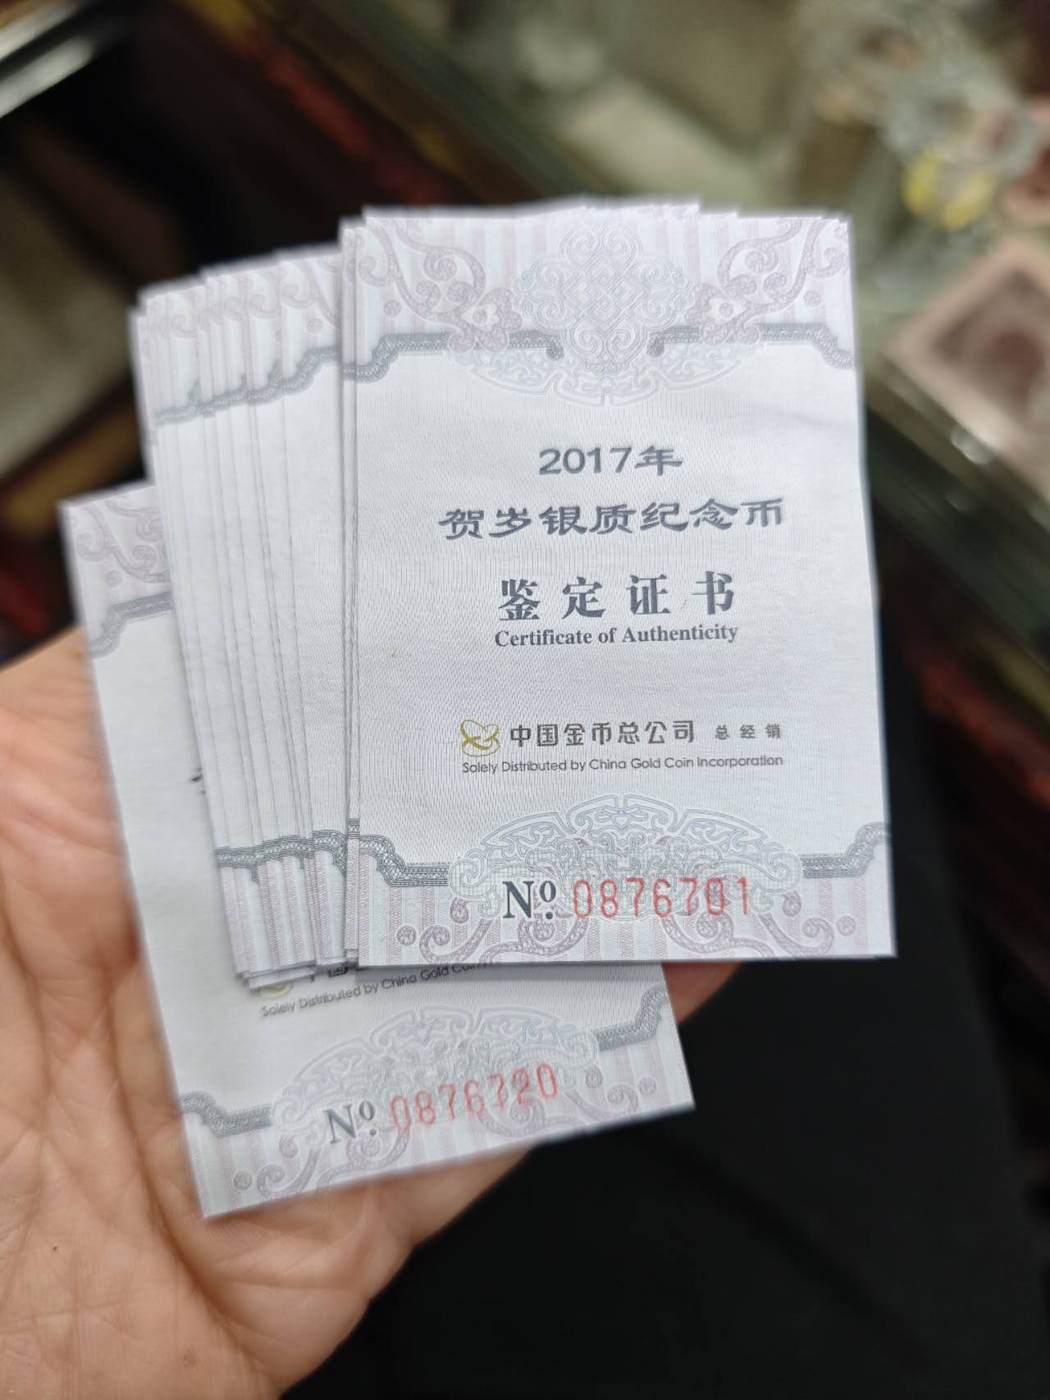 2017年
贺岁银质纪念币
鉴定证书
Certificate of Authenticity
中国金币总公司 总经销
Solely Distributed by China Gold Coin Incorporation
Nº. 0876701
Solely Distributed by China Gold Coin
Nº. 0876720